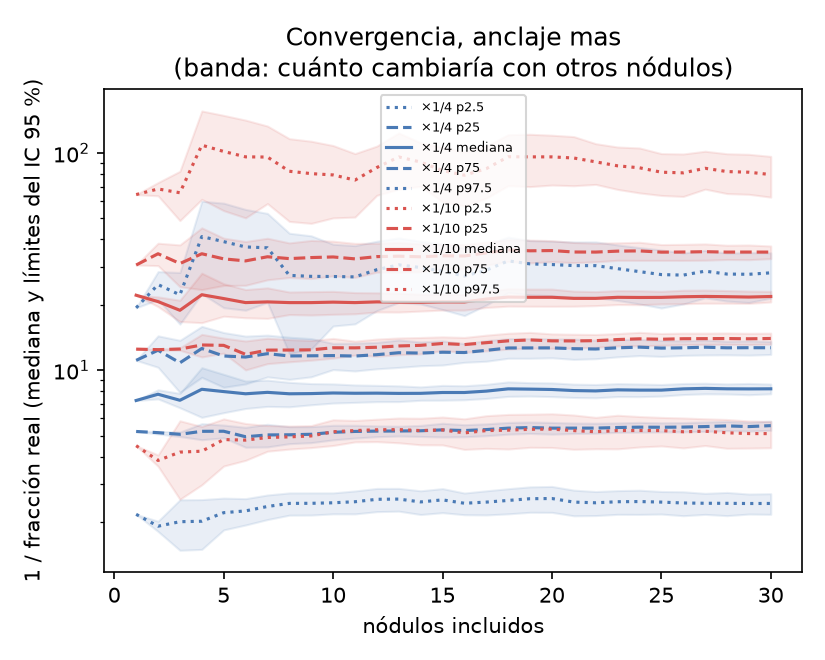 Convergencia, anclaje mas
(banda: cuánto cambiaría con otros nódulos)
1 / fracción real (mediana y límites del IC 95 %)
10²
10¹
×1/4 p2.5
×1/4 p25
×1/4 mediana
×1/4 p75
×1/4 p97.5
×1/10 p2.5
×1/10 p25
×1/10 mediana
×1/10 p75
×1/10 p97.5
0 5 10 15 20 25 30
nódulos incluidos